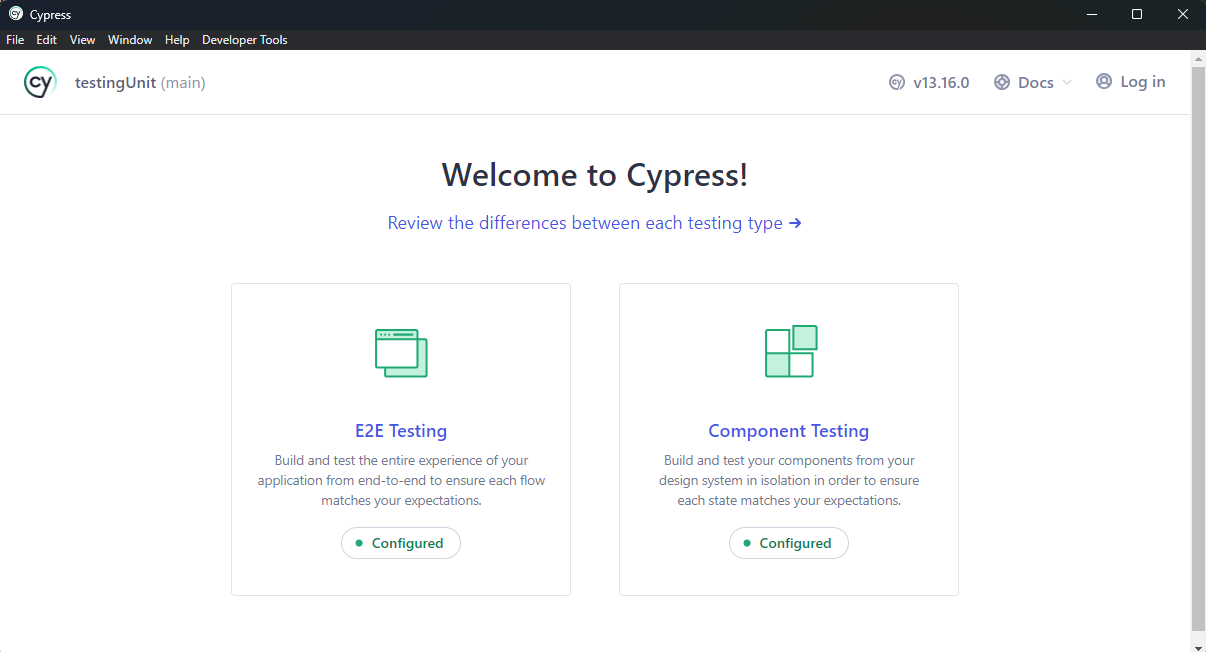 Cypress
File Edit View Window Help Developer Tools
cy testingUnit (main) cy v13.16.0 Docs Log in
Welcome to Cypress!
Review the differences between each testing type →
E2E Testing
Build and test the entire experience of your
application from end-to-end to ensure each flow
matches your expectations.
Configured
Component Testing
Build and test your components from your
design system in isolation in order to ensure
each state matches your expectations.
Configured